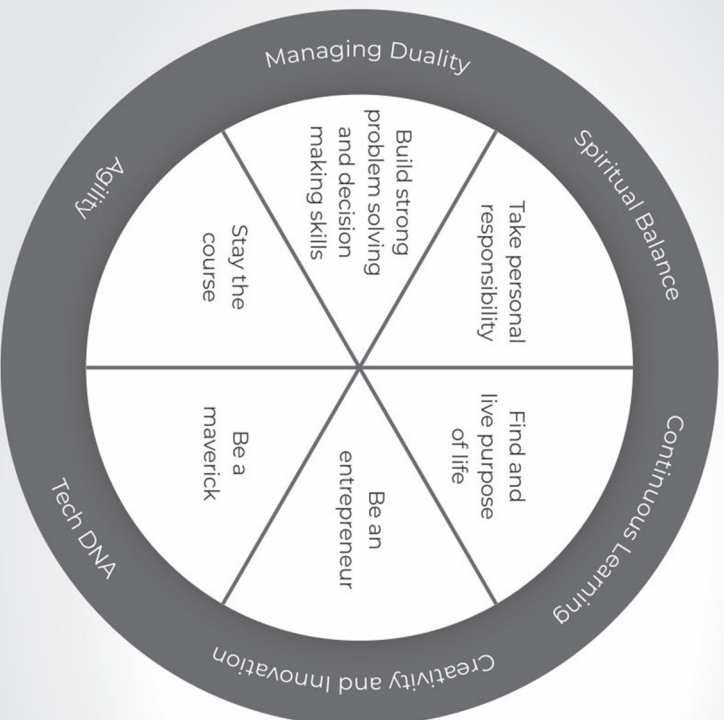 Managing Duality
Spiritual Balance
Continuous Learning
Creativity and Innovation
Tech DNA
Agility
Build strong
problem solving
and decision
making skills
Take personal
responsibility
Find and
live purpose
of life
Be an
entrepreneur
Be a
maverick
Stay the
course